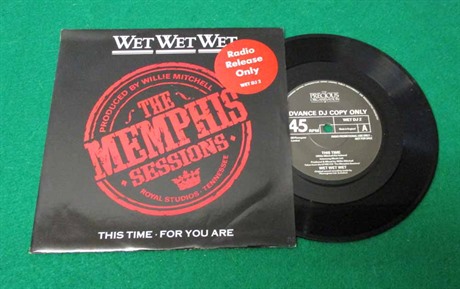 WET WET WET
Radio
Release
Only
WET DJ 2
PRODUCED BY WILLIE MITCHELL
THE
MEMPHIS
SESSIONS
ROYAL STUDIOS · TENNESSEE
THIS TIME · FOR YOU ARE
PRECIOUS
ORGANISATION
ADVANCE DJ COPY ONLY
45
RPM
WET DJ 2
A
THIS TIME
WET WET WET